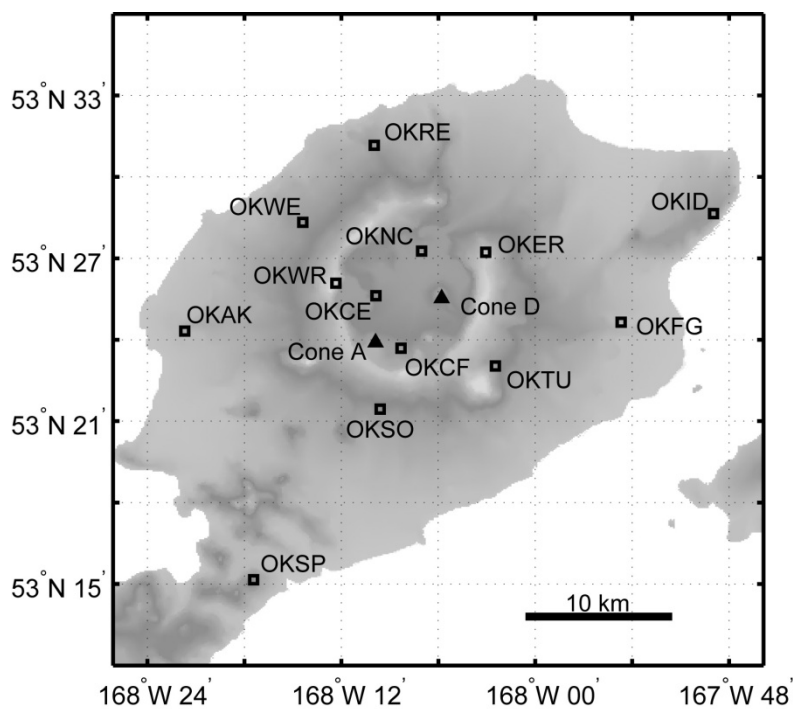 53°N 33'
OKRE
OKID
OKWE
OKNC
OKER
53°N 27'
OKWR
OKCE
Cone D
OKAK
OKFG
Cone A
OKCF
OKTU
53°N 21'
OKSO
OKSP
53°N 15'
10 km
168°W 24'
168°W 12'
168°W 00'
167°W 48'